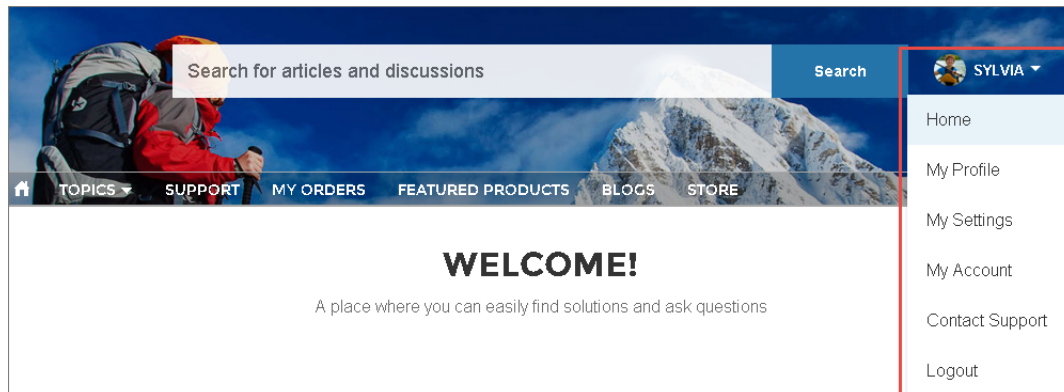 Search for articles and discussions
Search
SYLVIA
Home
My Profile
My Settings
My Account
Contact Support
Logout
TOPICS SUPPORT MY ORDERS FEATURED PRODUCTS BLOGS STORE
WELCOME!
A place where you can easily find solutions and ask questions